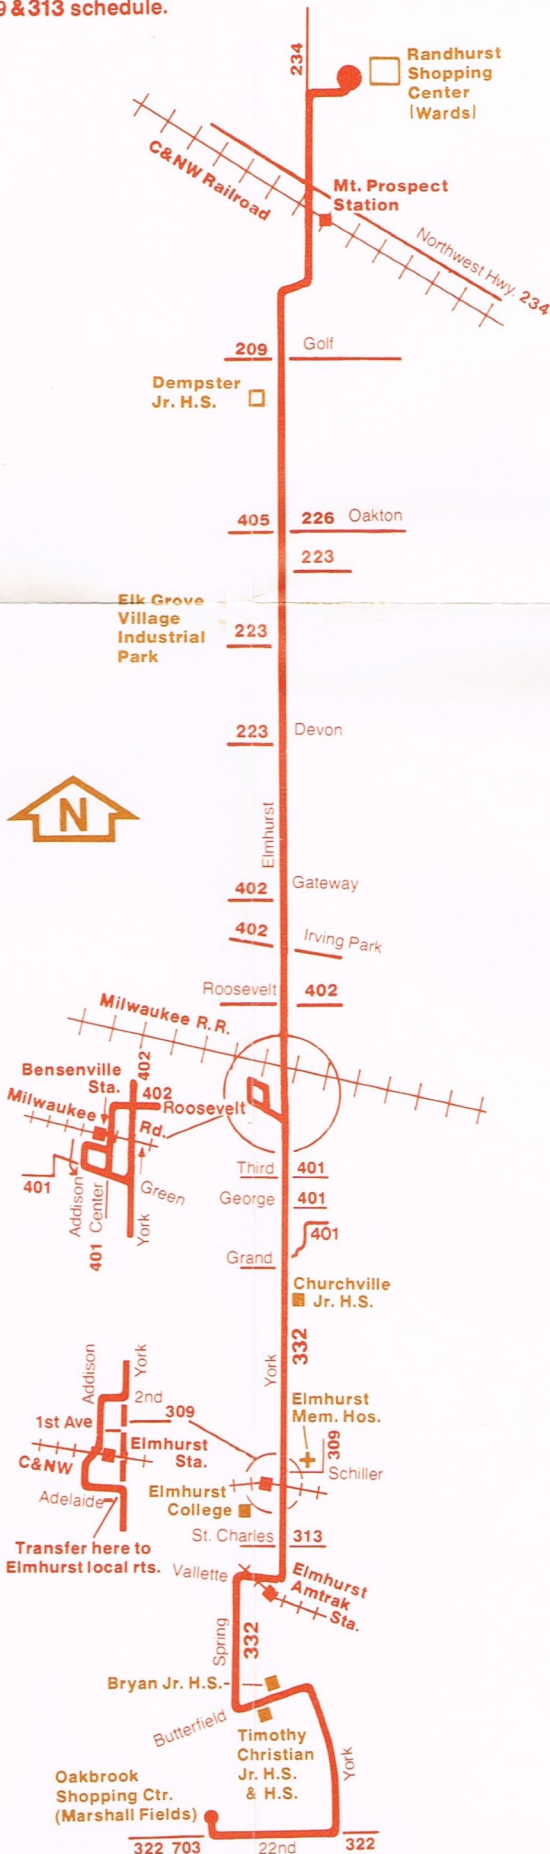 9 & 313 schedule.
234
Randhurst
Shopping
Center
(Wards)
C&NW Railroad
Mt. Prospect
Station
Northwest Hwy. 234
209
Golf
Dempster
Jr. H.S.
405
226 Oakton
223
Elk Grove
Village
Industrial
Park
223
223
Devon
N
Elmhurst
402
Gateway
402
Irving Park
Roosevelt
402
Milwaukee R.R.
Bensenville
Sta.
402
402
Roosevelt
Milwaukee
Rd.
401
Addison
Center
401
Green
York
Third
401
George
401
401
Grand
Churchville
Jr. H.S.
332
York
Addison
York
2nd
309
1st Ave
Elmhurst
Sta.
C&NW
Adelaide
Transfer here to
Elmhurst local rts.
Elmhurst
Mem. Hos.
309
Schiller
Elmhurst
College
St. Charles
313
Vallette
Elmhurst
Amtrak
Sta.
Spring
332
Bryan Jr. H.S.-
Butterfield
Timothy
Christian
Jr. H.S.
& H.S.
York
Oakbrook
Shopping Ctr.
(Marshall Fields)
322 703
22nd
322